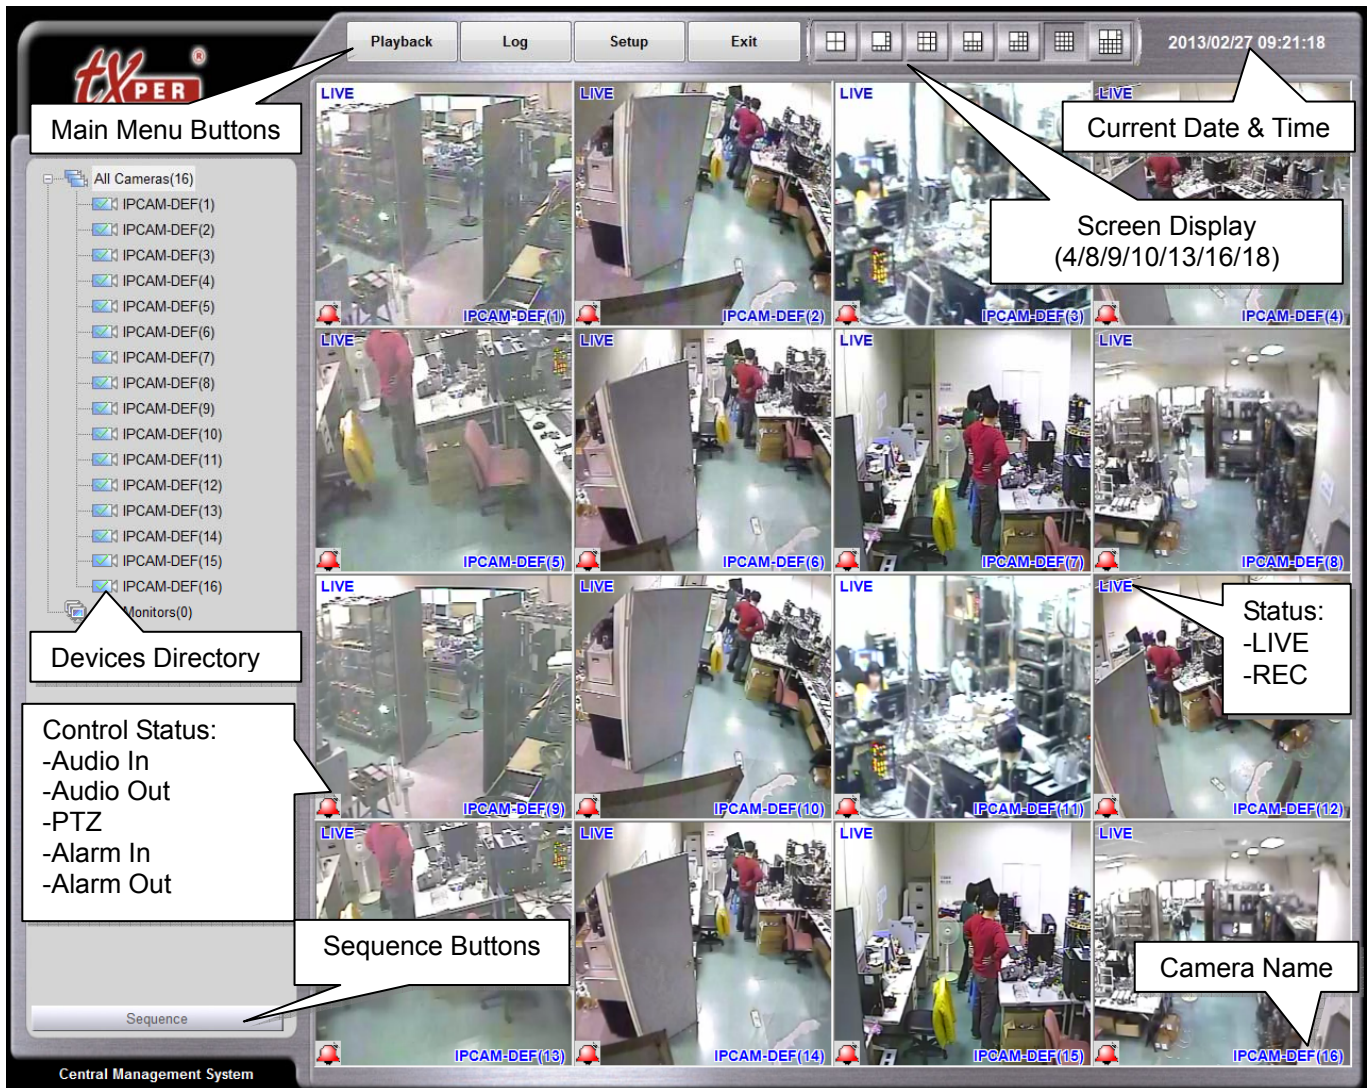 Playback Log Setup Exit
2013/02/27 09:21:18
txPER ®
Main Menu Buttons
Current Date & Time
Screen Display
(4/8/9/10/13/16/18)
All Cameras(16)
IPCAM-DEF(1)
IPCAM-DEF(2)
IPCAM-DEF(3)
IPCAM-DEF(4)
IPCAM-DEF(5)
IPCAM-DEF(6)
IPCAM-DEF(7)
IPCAM-DEF(8)
IPCAM-DEF(9)
IPCAM-DEF(10)
IPCAM-DEF(11)
IPCAM-DEF(12)
IPCAM-DEF(13)
IPCAM-DEF(14)
IPCAM-DEF(15)
IPCAM-DEF(16)
Monitors(0)
Devices Directory
Control Status:
-Audio In
-Audio Out
-PTZ
-Alarm In
-Alarm Out
Sequence Buttons
Sequence
Central Management System
LIVE LIVE LIVE LIVE
IPCAM-DEF(1) IPCAM-DEF(2) IPCAM-DEF(3) IPCAM-DEF(4)
LIVE LIVE LIVE LIVE
IPCAM-DEF(5) IPCAM-DEF(6) IPCAM-DEF(7) IPCAM-DEF(8)
LIVE LIVE LIVE LIVE
Status:
-LIVE
-REC
IPCAM-DEF(9) IPCAM-DEF(10) IPCAM-DEF(11) IPCAM-DEF(12)
LIVE LIVE LIVE LIVE
Camera Name
IPCAM-DEF(13) IPCAM-DEF(14) IPCAM-DEF(15) IPCAM-DEF(16)